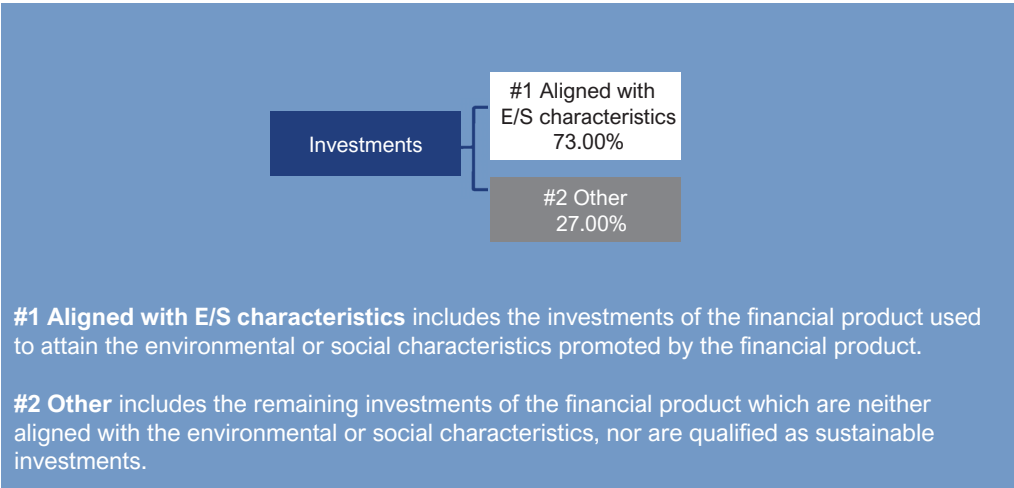 Investments
#1 Aligned with
E/S characteristics
73.00%
#2 Other
27.00%
#1 Aligned with E/S characteristics includes the investments of the financial product used
to attain the environmental or social characteristics promoted by the financial product.
#2 Other includes the remaining investments of the financial product which are neither
aligned with the environmental or social characteristics, nor are qualified as sustainable
investments.